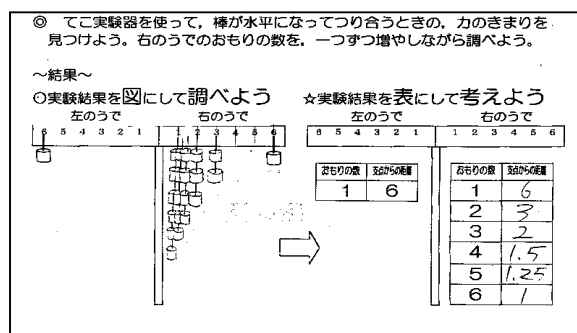 ◎ てこ実験器を使って,棒が水平になってつり合うときの,力のきまりを
見つけよう。右のうでのおもりの数を,一つずつ増やしながら調べよう。
~結果~
○実験結果を図にして調べよう
左のうで 右のうで
6 5 4 3 2 1 1 2 3 4 5 6
☆実験結果を表にして考えよう
左のうで 右のうで
6 5 4 3 2 1 1 2 3 4 5 6
おもりの数 支点からの距離
1 6
おもりの数 支点からの距離
1 6
2 3
3 2
4 1.5
5 1.25
6 1